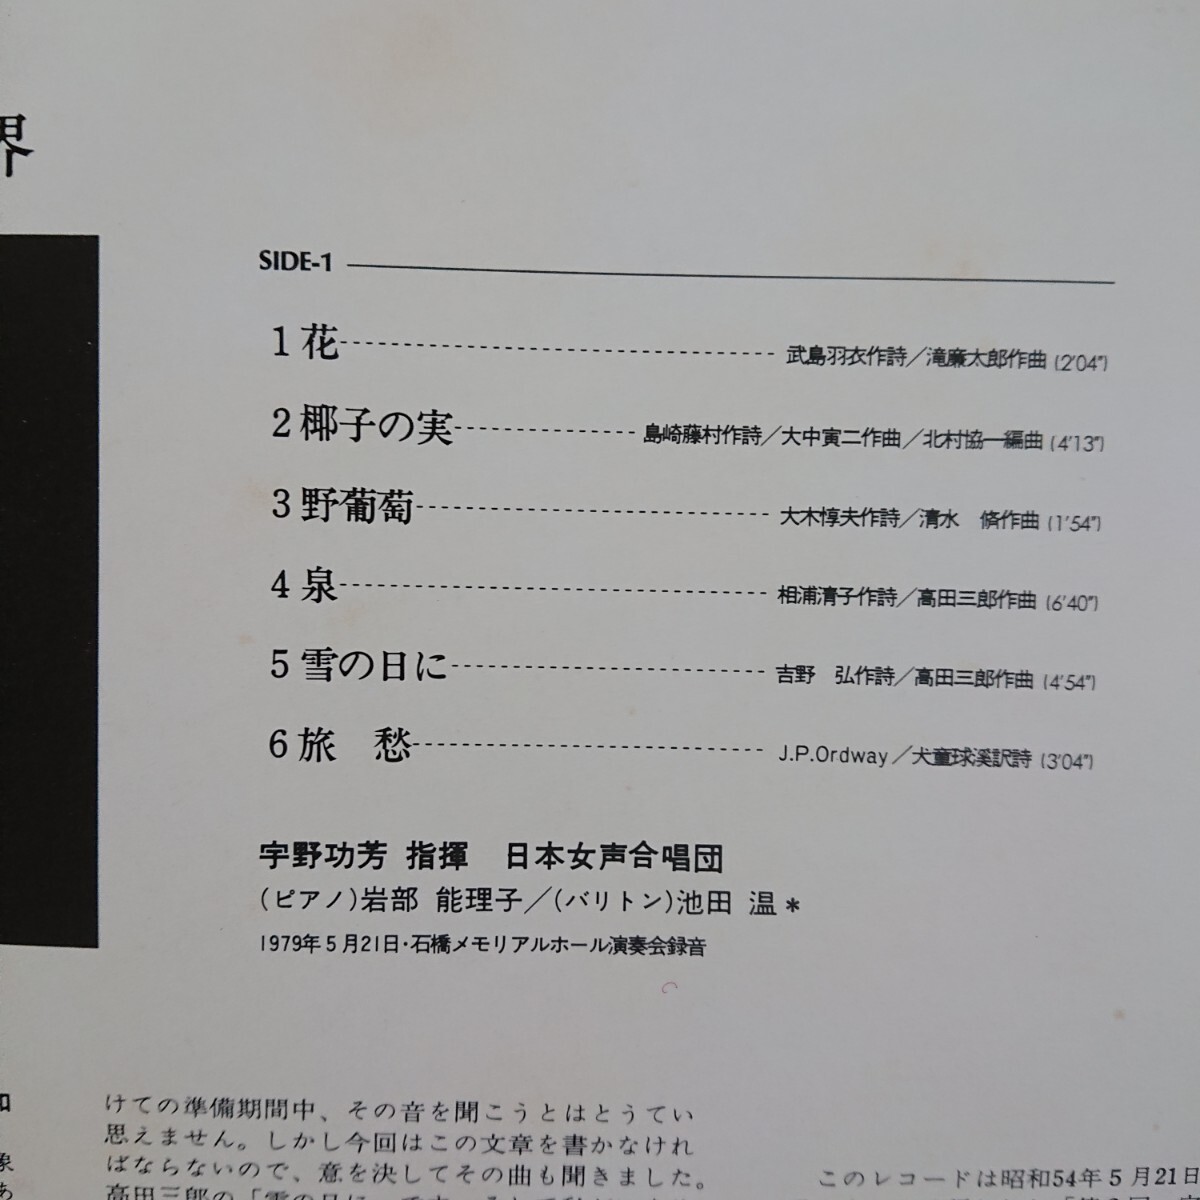 界
SIDE-1
1 花 武島羽衣作詩／滝廉太郎作曲 (2'04")
2 椰子の実 島崎藤村作詩／大中寅二作曲／北村協一編曲 (4'13")
3 野葡萄 大木惇夫作詩／清水　脩作曲 (1'54")
4 泉 相浦清子作詩／高田三郎作曲 (6'40")
5 雪の日に 吉野　弘作詩／高田三郎作曲 (4'54")
6 旅　愁 J.P.Ordway／犬童球溪訳詩 (3'04")
宇野功芳 指揮　日本女声合唱団
(ピアノ)岩部 能理子／(バリトン)池田 温＊
1979年5月21日・石橋メモリアルホール演奏会録音
けての準備期間中、その音を聞こうとはとうてい
思えません。しかし今回はこの文章を書かなけれ
ばならないので、意を決してその曲も聞きました。
高田三郎の「雪の日に
象
あ
このレコードは昭和54年5月21日